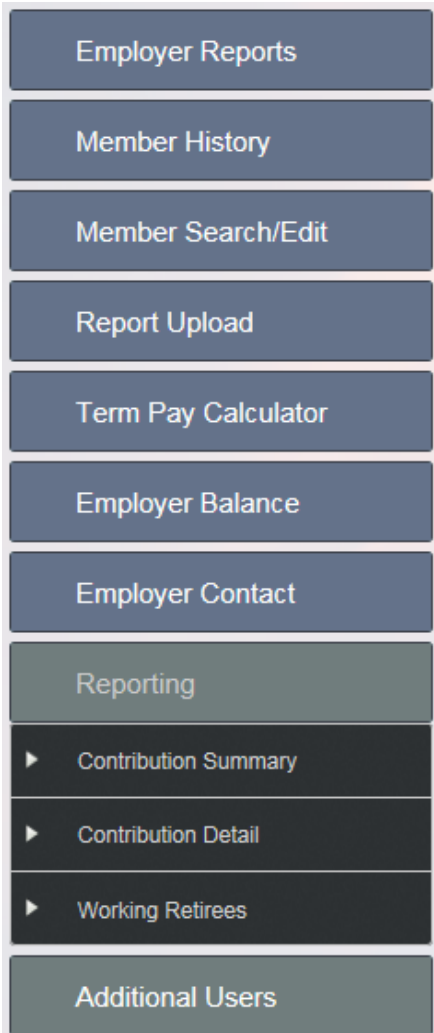 Employer Reports
Member History
Member Search/Edit
Report Upload
Term Pay Calculator
Employer Balance
Employer Contact
Reporting
Contribution Summary
Contribution Detail
Working Retirees
Additional Users